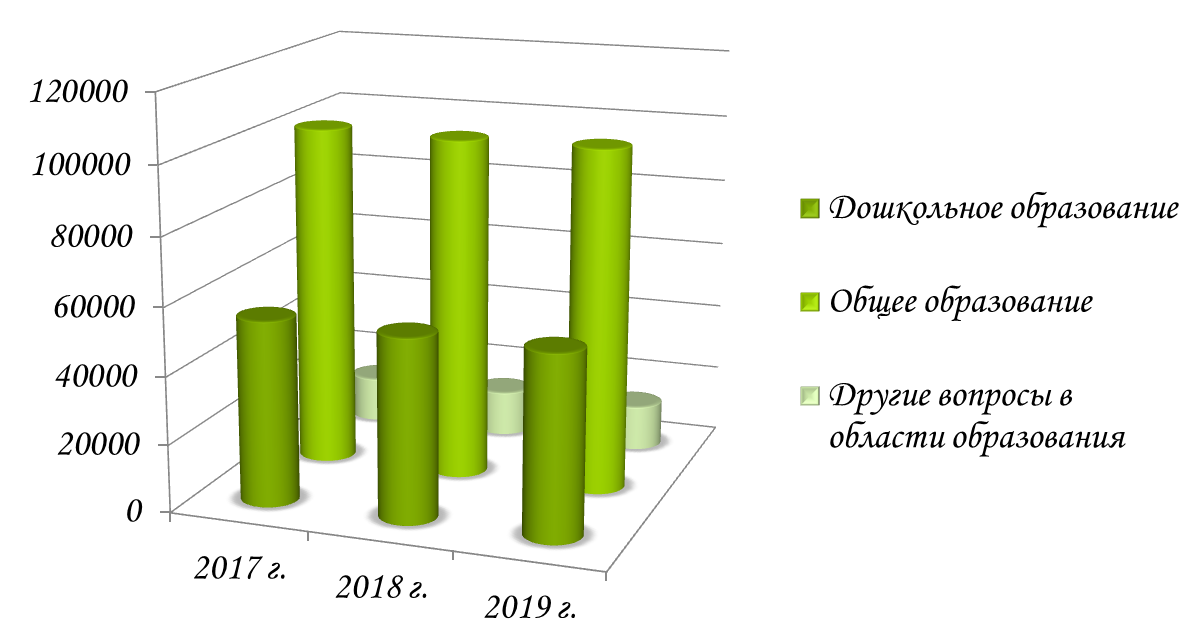 120000
100000
80000
60000
40000
20000
0
2017 г.
2018 г.
2019 г.
Дошкольное образование
Общее образование
Другие вопросы в
области образования